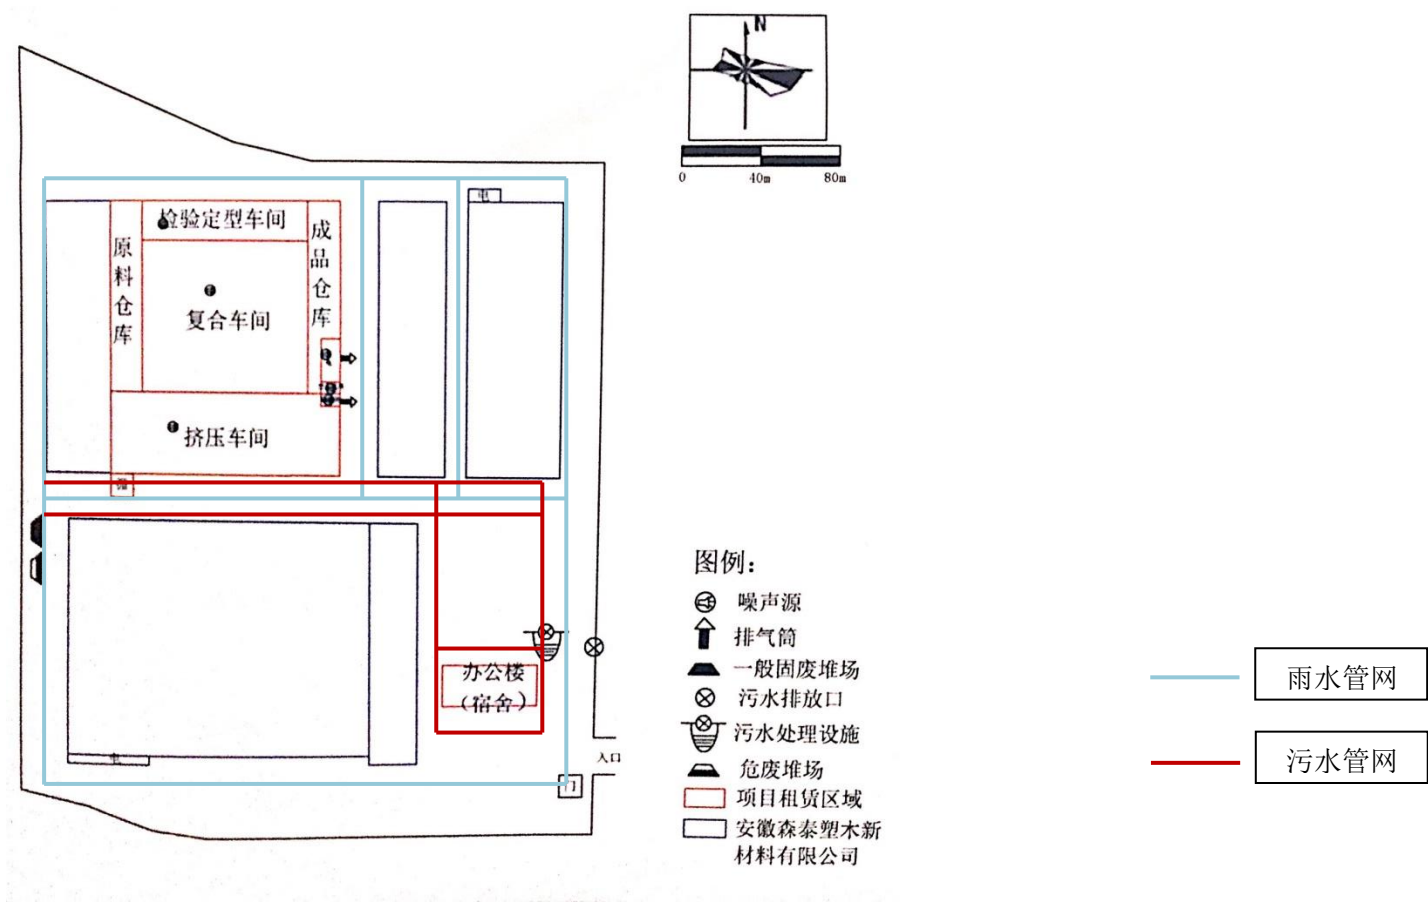 N
0 40m 80m
电
检验定型车间
原料仓库
成品仓库
复合车间
挤压车间
办公楼
(宿舍)
电
入口
门
图例:
噪声源
排气筒
一般固废堆场
污水排放口
污水处理设施
危废堆场
项目租赁区域
安徽森泰塑木新
材料有限公司
雨水管网
污水管网